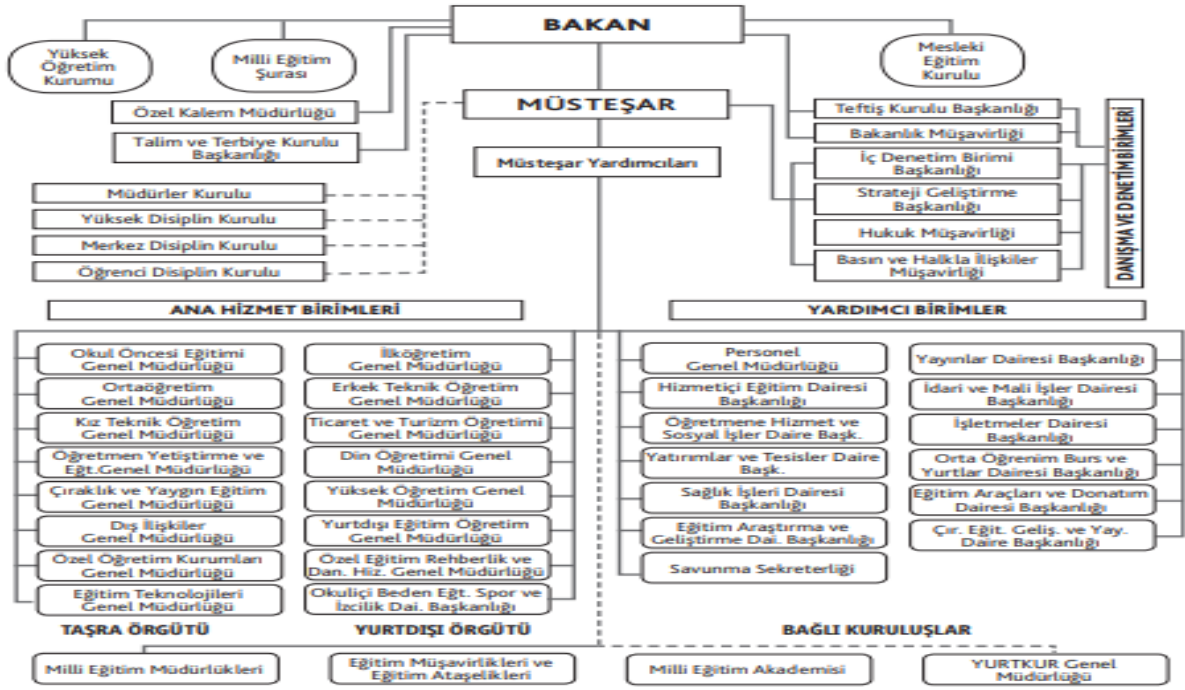 BAKAN
Yüksek
Öğretim
Kurumu
Milli Eğitim
Şurası
Mesleki
Eğitim
Kurulu
Özel Kalem Müdürlüğü
Talim ve Terbiye Kurulu
Başkanlığı
MÜSTEŞAR
Müsteşar Yardımcıları
Teftiş Kurulu Başkanlığı
Bakanlık Müşavirliği
İç Denetim Birimi
Başkanlığı
Strateji Geliştirme
Başkanlığı
Hukuk Müşavirliği
Basın ve Halkla İlişkiler
Müşavirliği
DANIŞMA VE DENETİM BİRİMLERİ
Müdürler Kurulu
Yüksek Disiplin Kurulu
Merkez Disiplin Kurulu
Öğrenci Disiplin Kurulu
ANA HİZMET BİRİMLERİ
Okul Öncesi Eğitimi
Genel Müdürlüğü
Ortaöğretim
Genel Müdürlüğü
Kız Teknik Öğretim
Genel Müdürlüğü
Öğretmen Yetiştirme ve
Eğt.Genel Müdürlüğü
Çıraklık ve Yaygın Eğitim
Genel Müdürlüğü
Dış İlişkiler
Genel Müdürlüğü
Özel Öğretim Kurumları
Genel Müdürlüğü
Eğitim Teknolojileri
Genel Müdürlüğü
İlköğretim
Genel Müdürlüğü
Erkek Teknik Öğretim
Genel Müdürlüğü
Ticaret ve Turizm Öğretimi
Genel Müdürlüğü
Din Öğretimi Genel
Müdürlüğü
Yüksek Öğretim Genel
Müdürlüğü
Yurtdışı Eğitim Öğretim
Genel Müdürlüğü
Özel Eğitim Rehberlik ve
Dan. Hiz. Genel Müdürlüğü
Okuliçi Beden Eğt. Spor ve
İzcilik Dai. Başkanlığı
YARDIMCI BİRİMLER
Personel
Genel Müdürlüğü
Hizmetiçi Eğitim Dairesi
Başkanlığı
Öğretmene Hizmet ve
Sosyal İşler Daire Başk.
Yatırımlar ve Tesisler Daire
Başk.
Sağlık İşleri Dairesi
Başkanlığı
Eğitim Araştırma ve
Geliştirme Dai. Başkanlığı
Savunma Sekreterliği
Yayınlar Dairesi Başkanlığı
İdari ve Mali İşler Dairesi
Başkanlığı
İşletmeler Dairesi
Başkanlığı
Orta Öğrenim Burs ve
Yurtlar Dairesi Başkanlığı
Eğitim Araçları ve Donatım
Dairesi Başkanlığı
Çır. Eğit. Geliş. ve Yay.
Daire Başkanlığı
TAŞRA ÖRGÜTÜ
Milli Eğitim Müdürlükleri
YURTDIŞI ÖRGÜTÜ
Eğitim Müşavirlikleri ve
Eğitim Ataşelikleri
BAĞLI KURULUŞLAR
Milli Eğitim Akademisi
YURTKUR Genel
Müdürlüğü